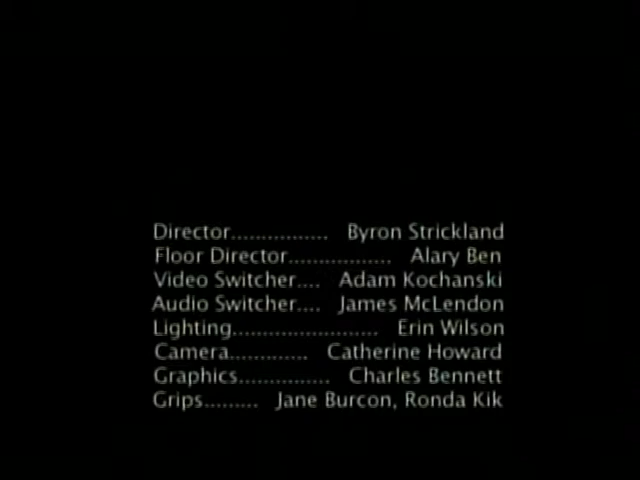 Director................ Byron Strickland
Floor Director................. Alary Ben
Video Switcher.... Adam Kochanski
Audio Switcher.... James McLendon
Lighting........................ Erin Wilson
Camera............. Catherine Howard
Graphics............... Charles Bennett
Grips......... Jane Burcon, Ronda Kik